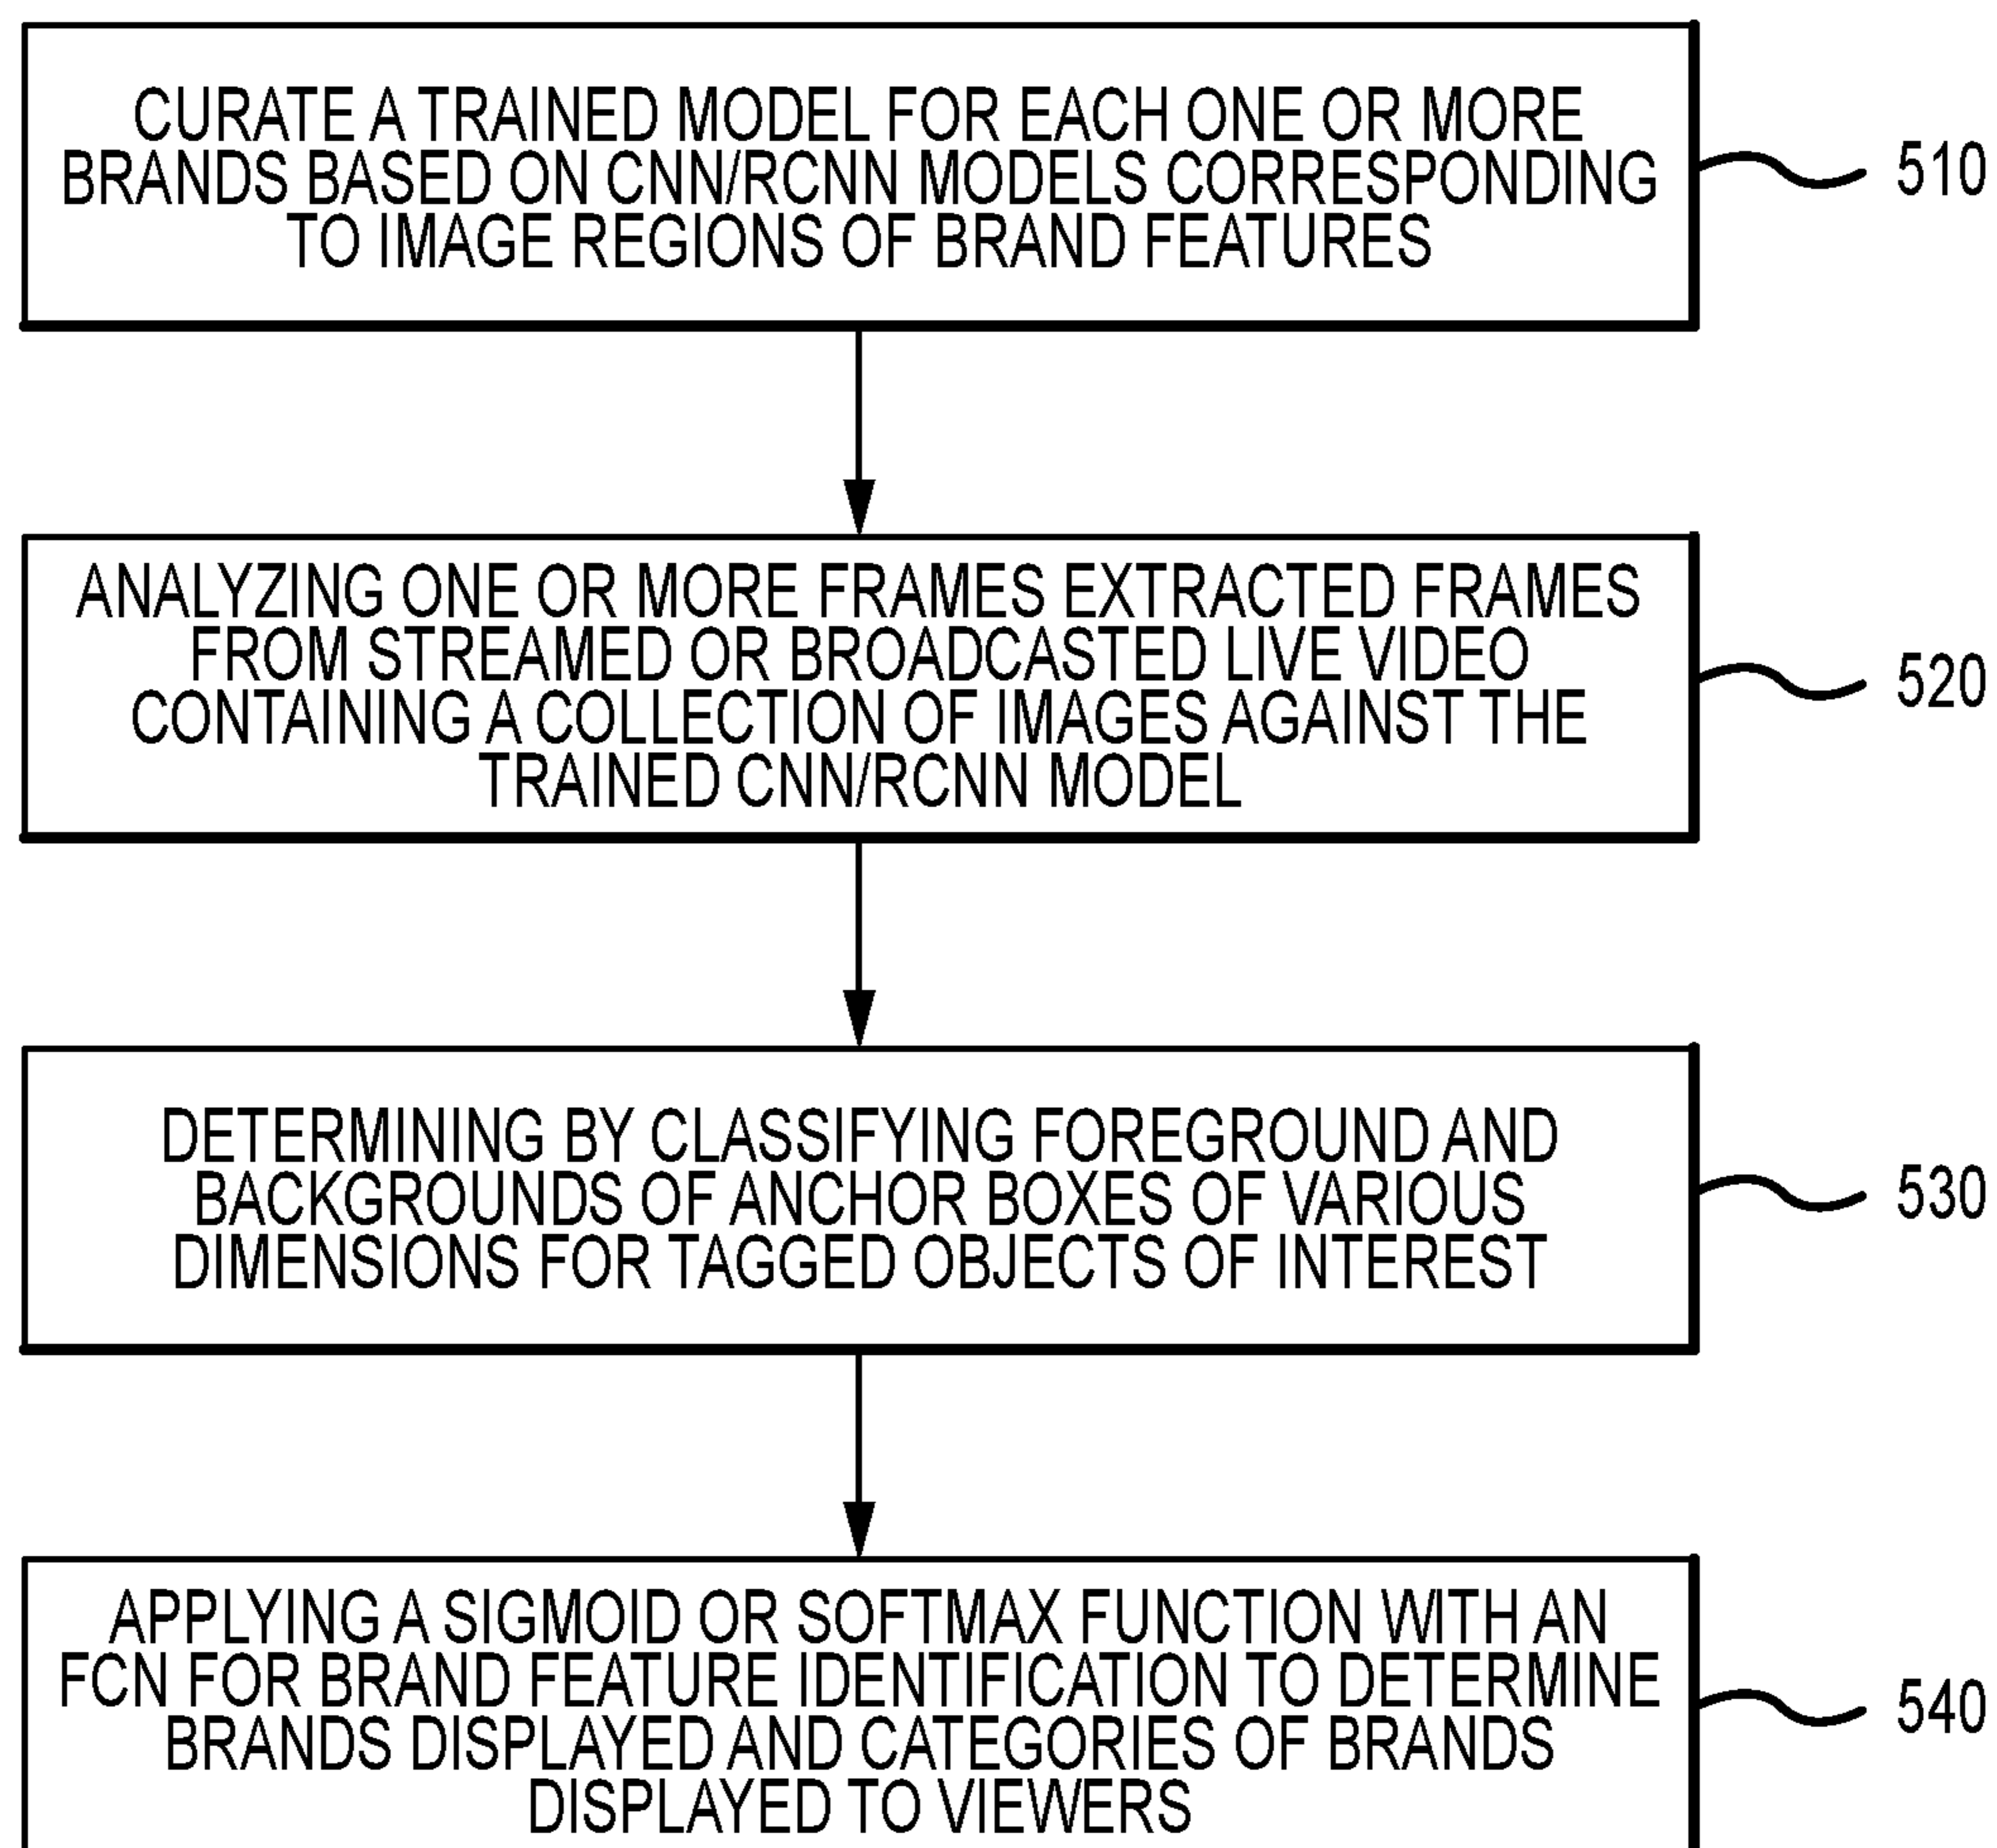 CURATE A TRAINED MODEL FOR EACH ONE OR MORE
BRANDS BASED ON CNN/RCNN MODELS CORRESPONDING
TO IMAGE REGIONS OF BRAND FEATURES
510
ANALYZING ONE OR MORE FRAMES EXTRACTED FRAMES
FROM STREAMED OR BROADCASTED LIVE VIDEO
CONTAINING A COLLECTION OF IMAGES AGAINST THE
TRAINED CNN/RCNN MODEL
520
DETERMINING BY CLASSIFYING FOREGROUND AND
BACKGROUNDS OF ANCHOR BOXES OF VARIOUS
DIMENSIONS FOR TAGGED OBJECTS OF INTEREST
530
APPLYING A SIGMOID OR SOFTMAX FUNCTION WITH AN
FCN FOR BRAND FEATURE IDENTIFICATION TO DETERMINE
BRANDS DISPLAYED AND CATEGORIES OF BRANDS
DISPLAYED TO VIEWERS
540